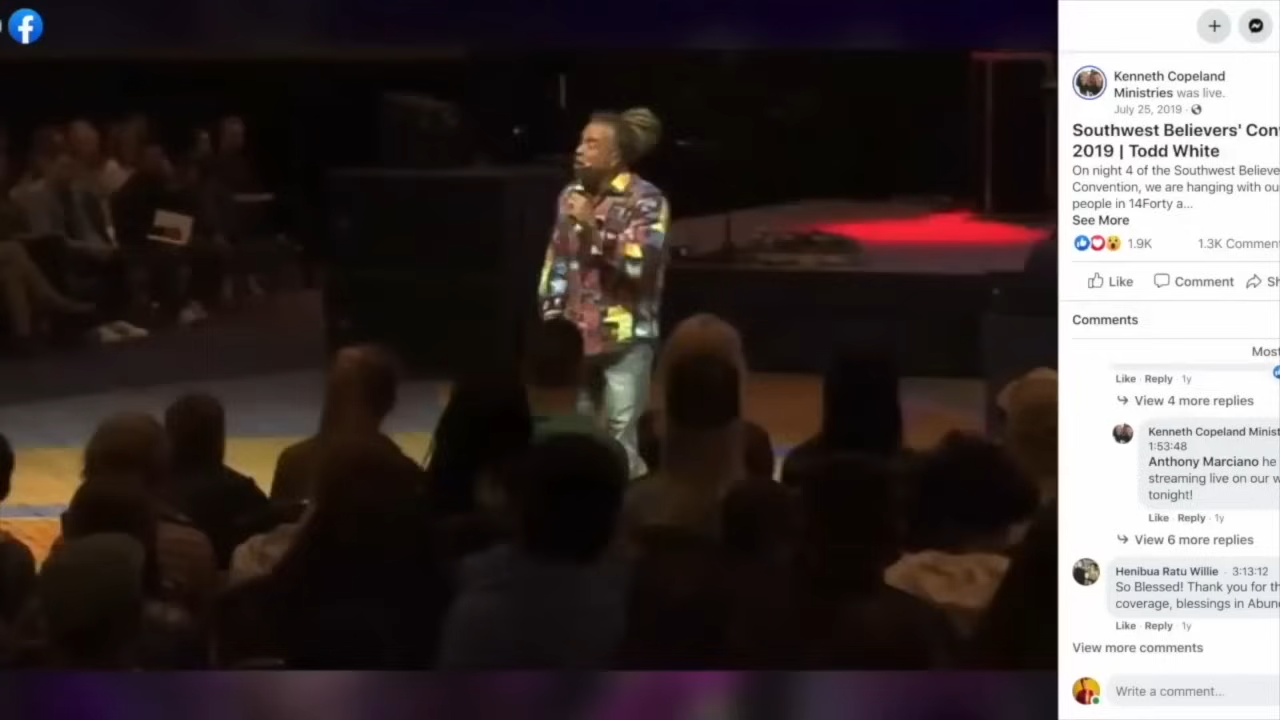 Kenneth Copeland
Ministries was live.
July 25, 2019 ·
Southwest Believers' Con
2019 | Todd White
On night 4 of the Southwest Believe
Convention, we are hanging with ou
people in 14Forty a...
See More
1.9K 1.3K Commen
Like Comment Sh
Comments
Most
Like · Reply · 1y
View 4 more replies
Kenneth Copeland Minist
1:53:48
Anthony Marciano he
streaming live on our w
tonight!
Like · Reply · 1y
View 6 more replies
Henibua Ratu Willie · 3:13:12
So Blessed! Thank you for th
coverage, blessings in Abun
Like · Reply · 1y
View more comments
Write a comment...